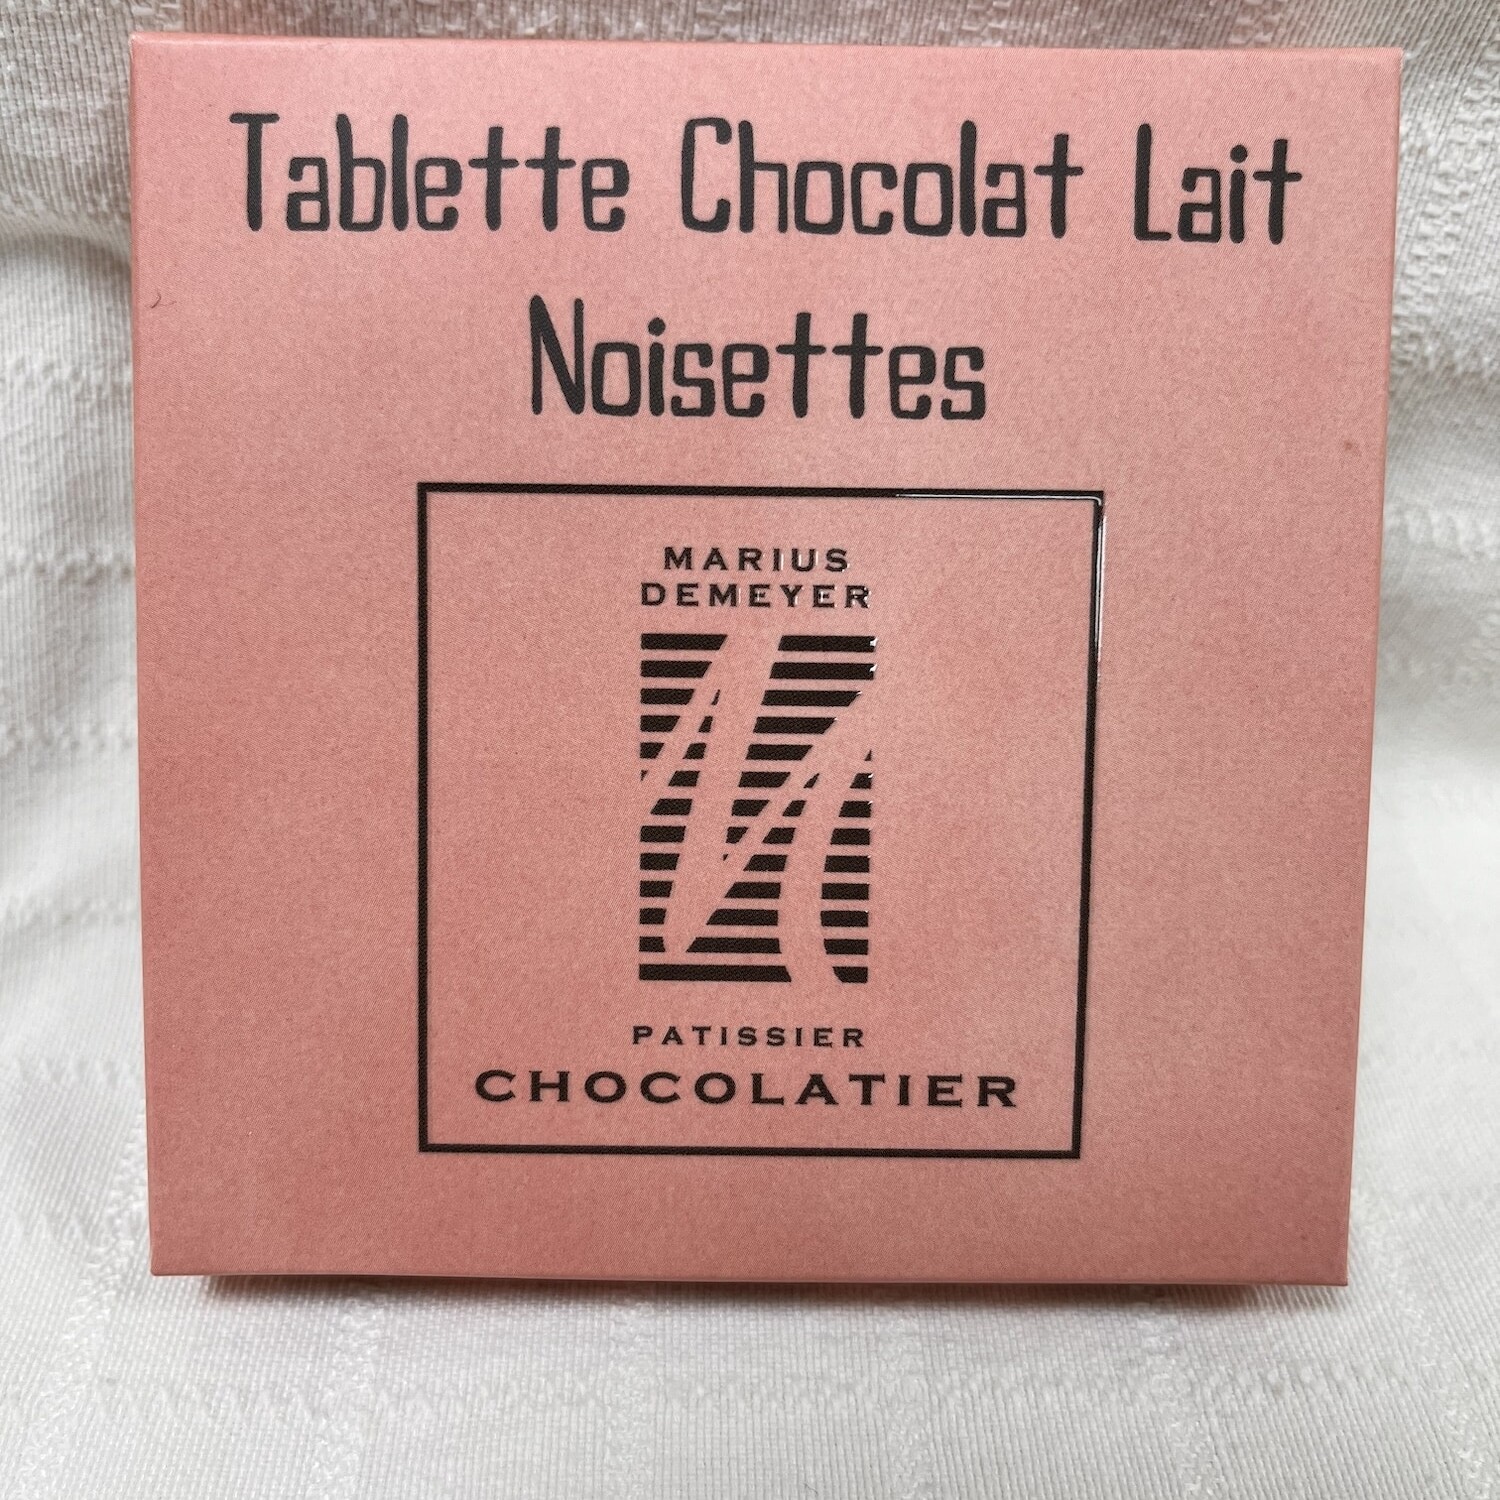 Tablette Chocolat Lait
Noisettes
MARIUS
DEMEYER
PATISSIER
CHOCOLATIER